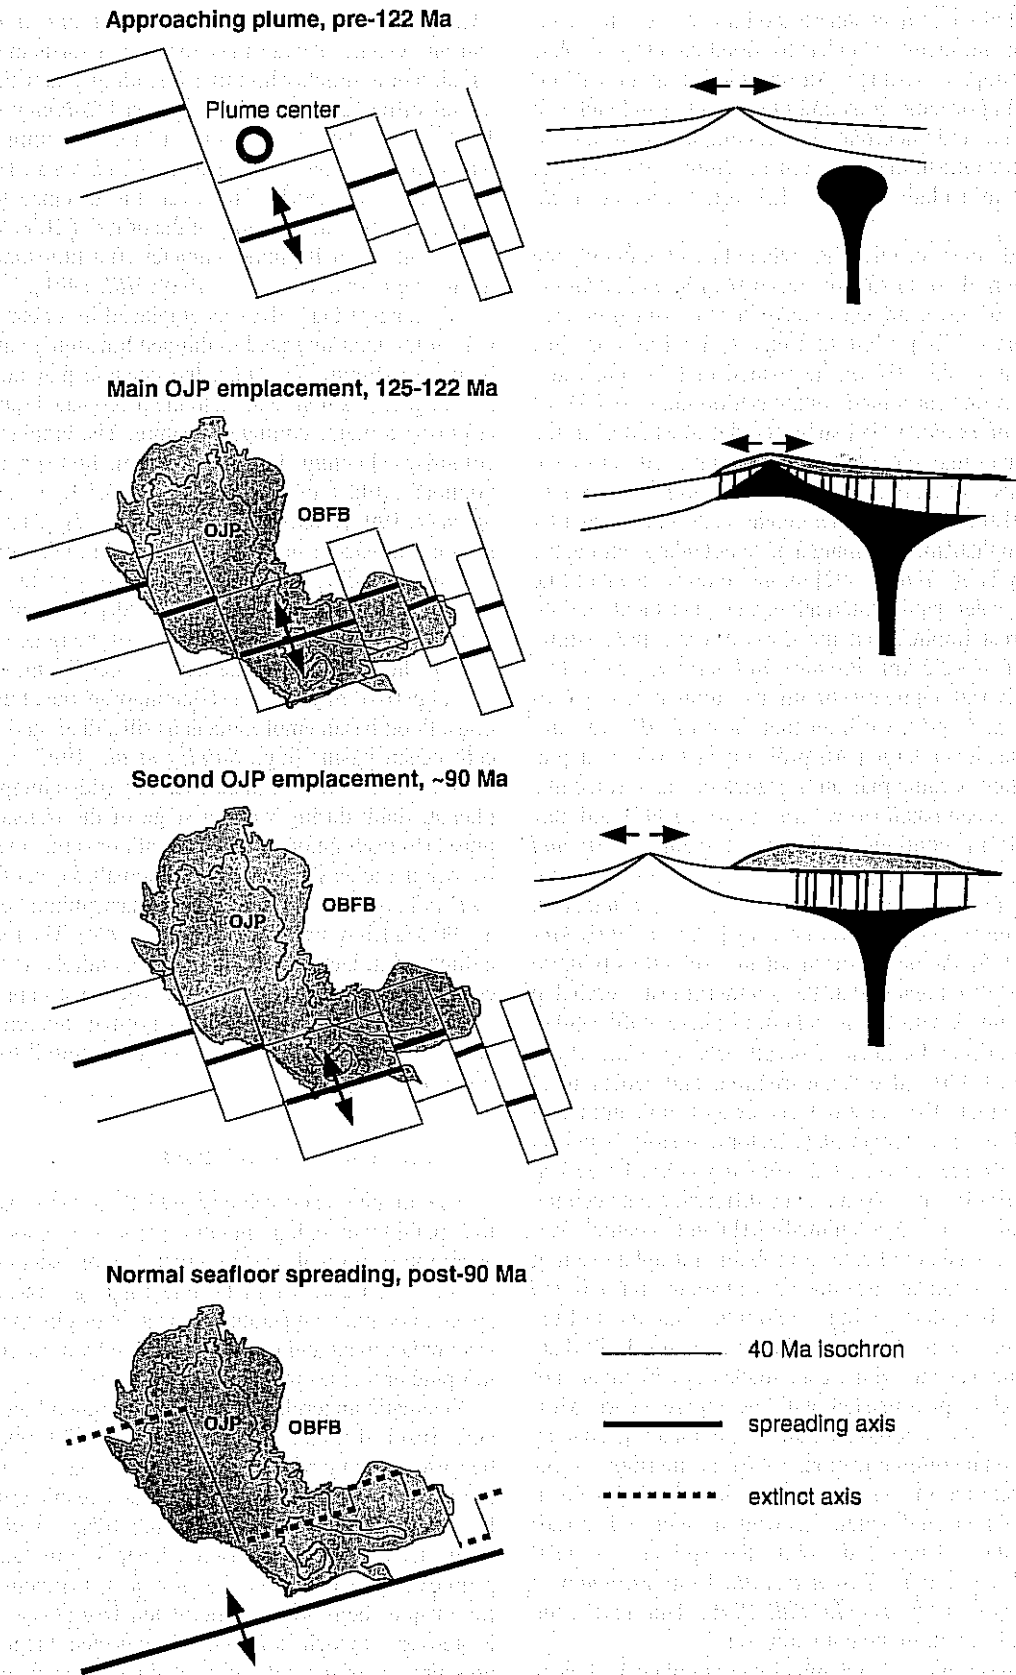 Approaching plume, pre-122 Ma
Plume center
Main OJP emplacement, 125-122 Ma
OJP
OBFB
Second OJP emplacement, ~90 Ma
OJP
OBFB
Normal seafloor spreading, post-90 Ma
OJP
OBFB
40 Ma isochron
spreading axis
extinct axis